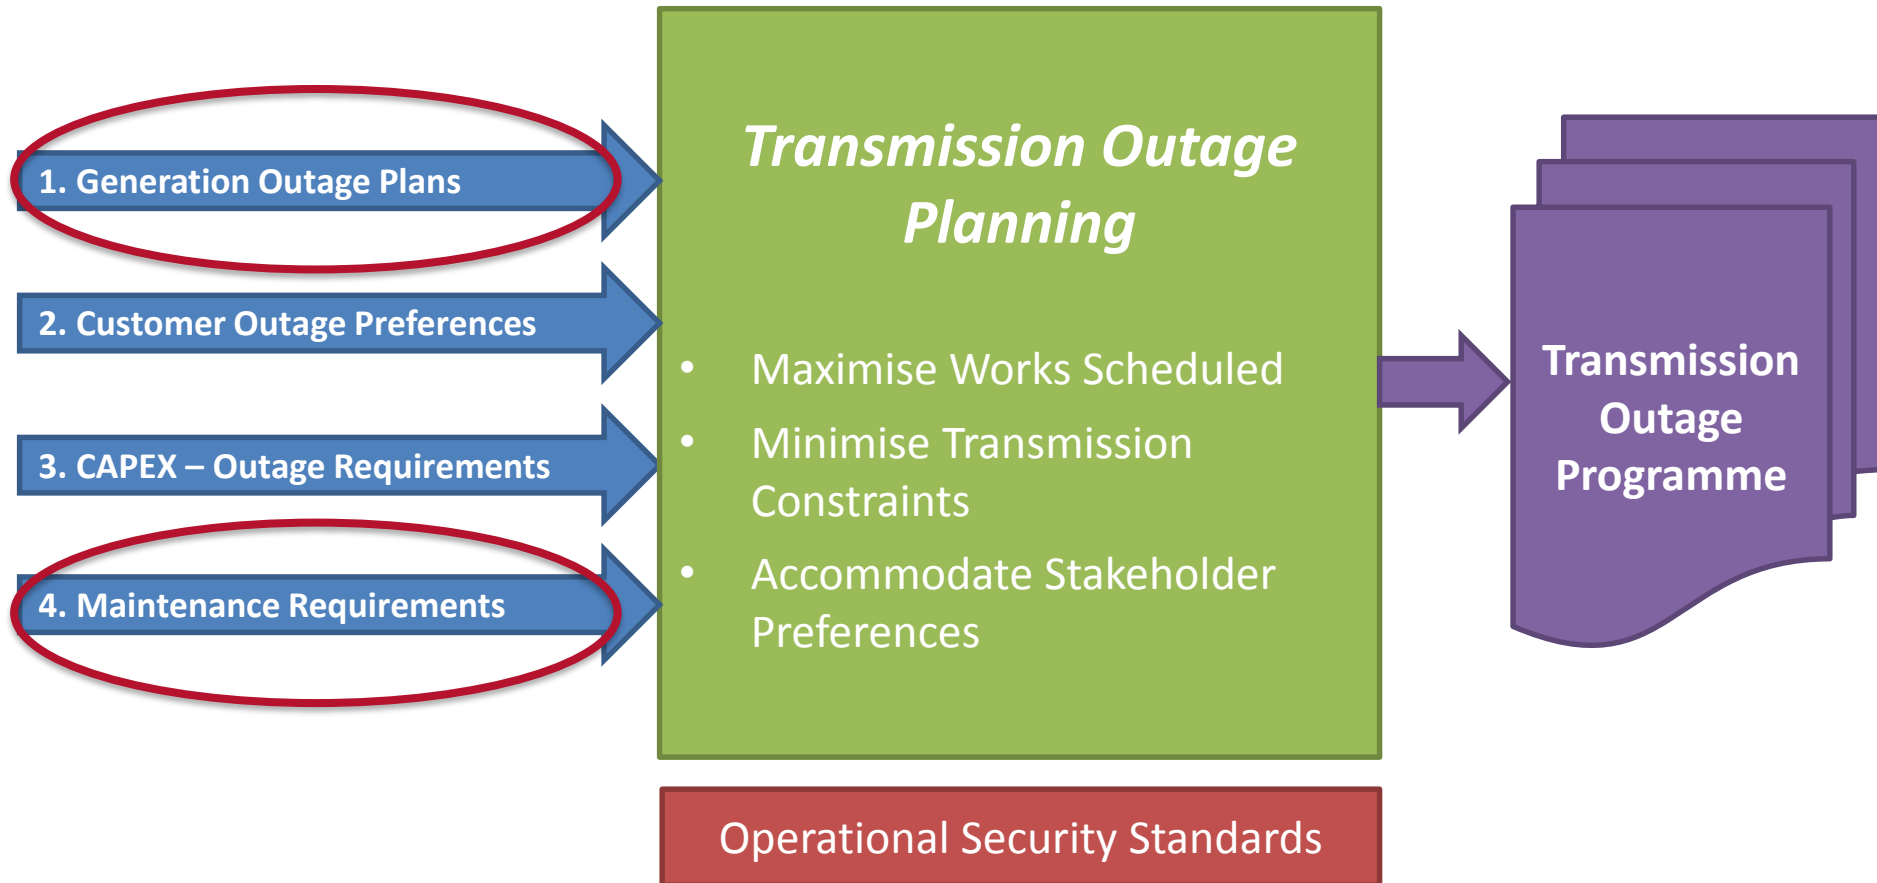 1. Generation Outage Plans
2. Customer Outage Preferences
3. CAPEX – Outage Requirements
4. Maintenance Requirements
Transmission Outage
Planning
• Maximise Works Scheduled
• Minimise Transmission
Constraints
• Accommodate Stakeholder
Preferences
Operational Security Standards
Transmission
Outage
Programme